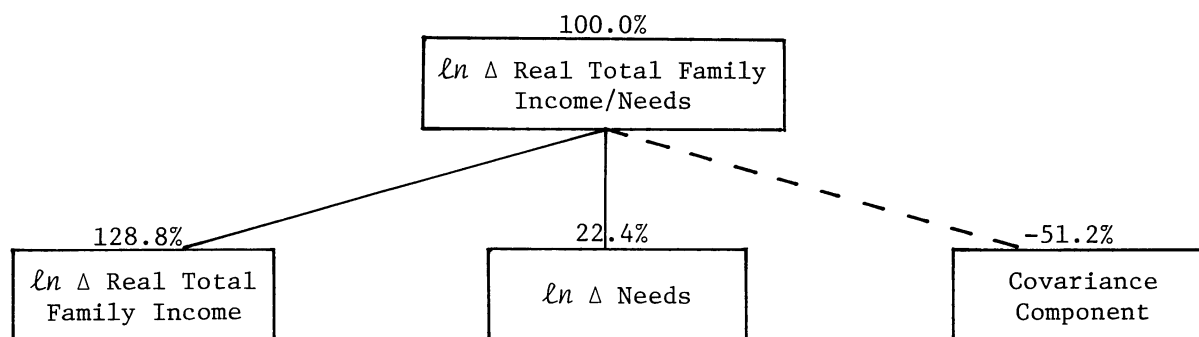 100.0%
ℓn Δ Real Total Family
Income/Needs
128.8%
22.4%
-51.2%
ℓn Δ Real Total
Family Income
ℓn Δ Needs
Covariance
Component